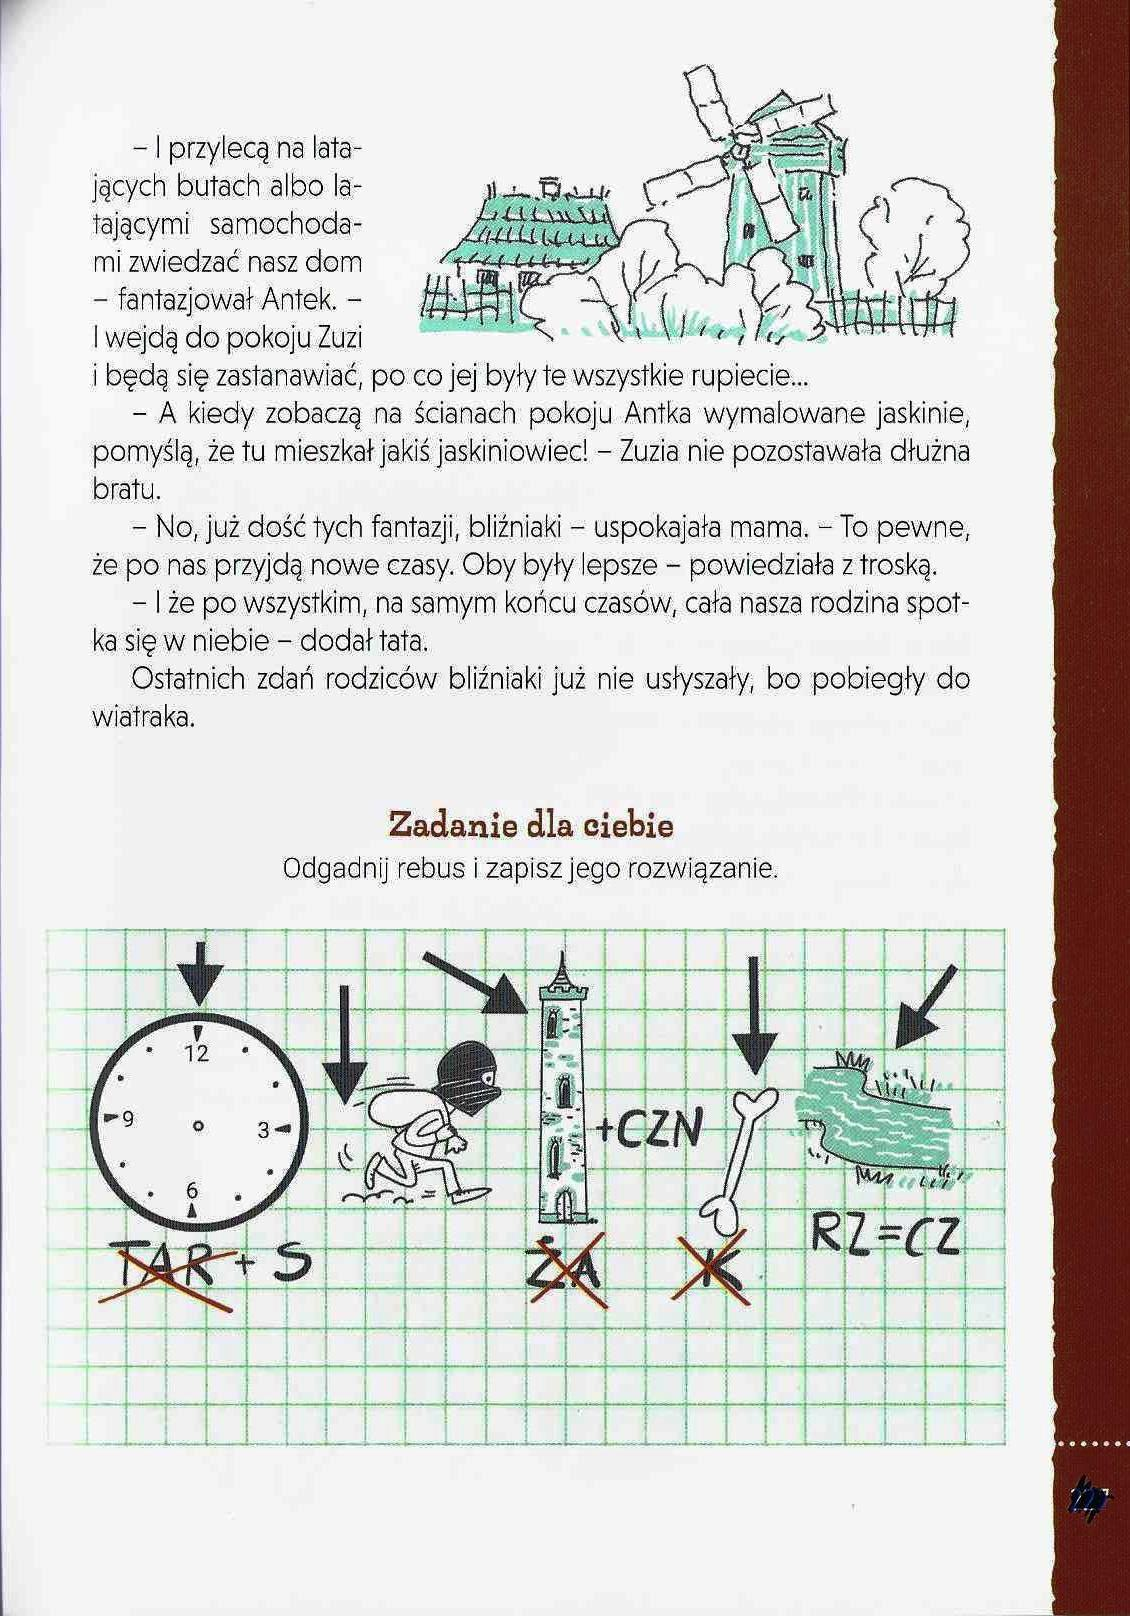 – I przylecą na lata-
jących butach albo la-
tającymi samochoda-
mi zwiedzać nasz dom
– fantazjował Antek. –
I wejdą do pokoju Zuzi
i będą się zastanawiać, po co jej były te wszystkie rupiecie...
– A kiedy zobaczą na ścianach pokoju Antka wymalowane jaskinie,
pomyślą, że tu mieszkał jakiś jaskiniowiec! – Zuzia nie pozostawała dłużna
bratu.
– No, już dość tych fantazji, bliźniaki – uspokajała mama. – To pewne,
że po nas przyjdą nowe czasy. Oby były lepsze – powiedziała z troską.
– I że po wszystkim, na samym końcu czasów, cała nasza rodzina spot-
ka się w niebie – dodał tata.
Ostatnich zdań rodziców bliźniaki już nie usłyszały, bo pobiegły do
wiatraka.
Zadanie dla ciebie
Odgadnij rebus i zapisz jego rozwiązanie.
12
9
3
6
+CZN
TAR + S
ŻA
K
RZ=CZ